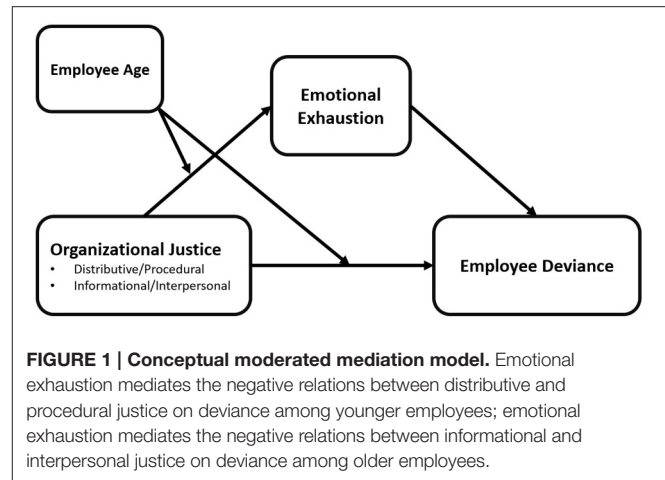 Employee Age
Emotional
Exhaustion
Organizational Justice
• Distributive/Procedural
• Informational/Interpersonal
Employee Deviance
FIGURE 1 | Conceptual moderated mediation model. Emotional
exhaustion mediates the negative relations between distributive and
procedural justice on deviance among younger employees; emotional
exhaustion mediates the negative relations between informational and
interpersonal justice on deviance among older employees.